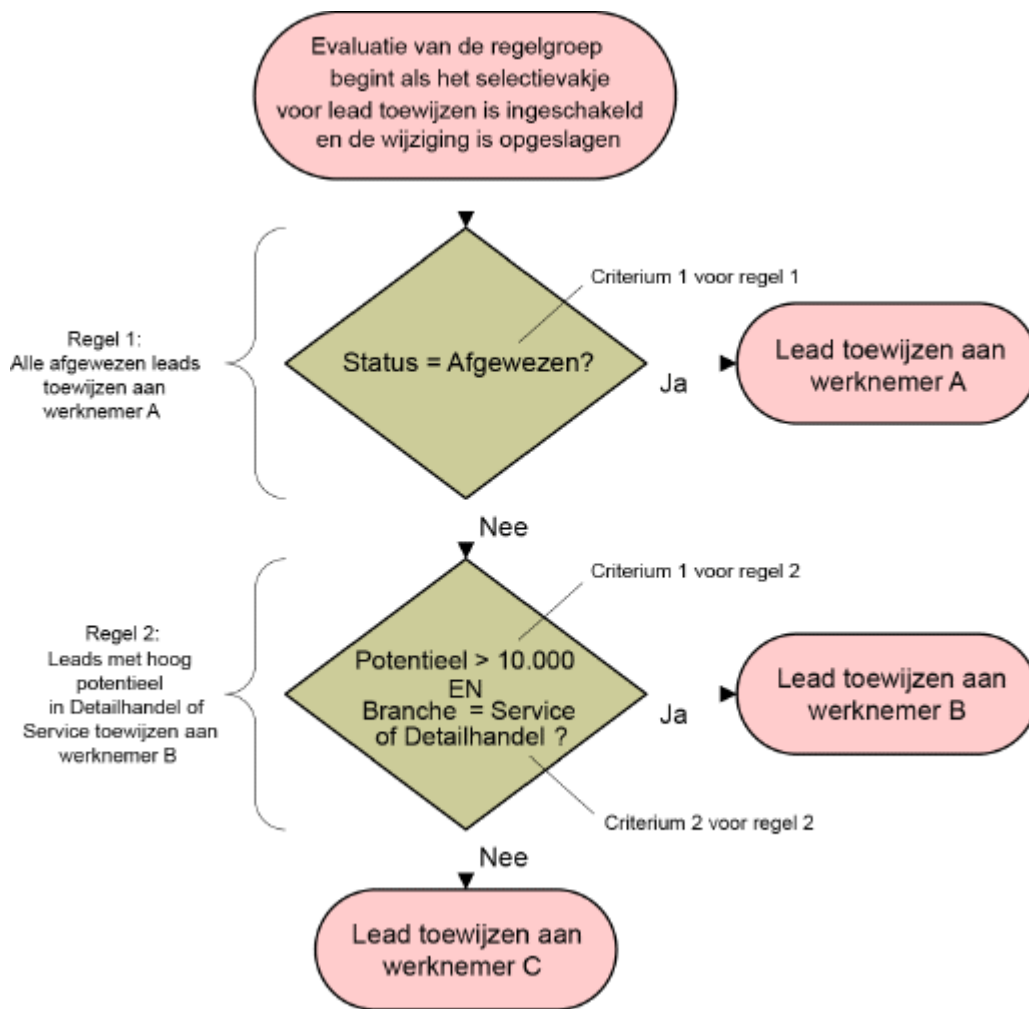 Evaluatie van de regelgroep
begint als het selectievakje
voor lead toewijzen is ingeschakeld
en de wijziging is opgeslagen
Criterium 1 voor regel 1
Regel 1:
Alle afgewezen leads
toewijzen aan
werknemer A
Status = Afgewezen?
Ja
Lead toewijzen aan
werknemer A
Nee
Criterium 1 voor regel 2
Regel 2:
Leads met hoog
potentieel
in Detailhandel of
Service toewijzen aan
werknemer B
Potentieel > 10.000
EN
Branche = Service
of Detailhandel ?
Ja
Lead toewijzen aan
werknemer B
Criterium 2 voor regel 2
Nee
Lead toewijzen aan
werknemer C